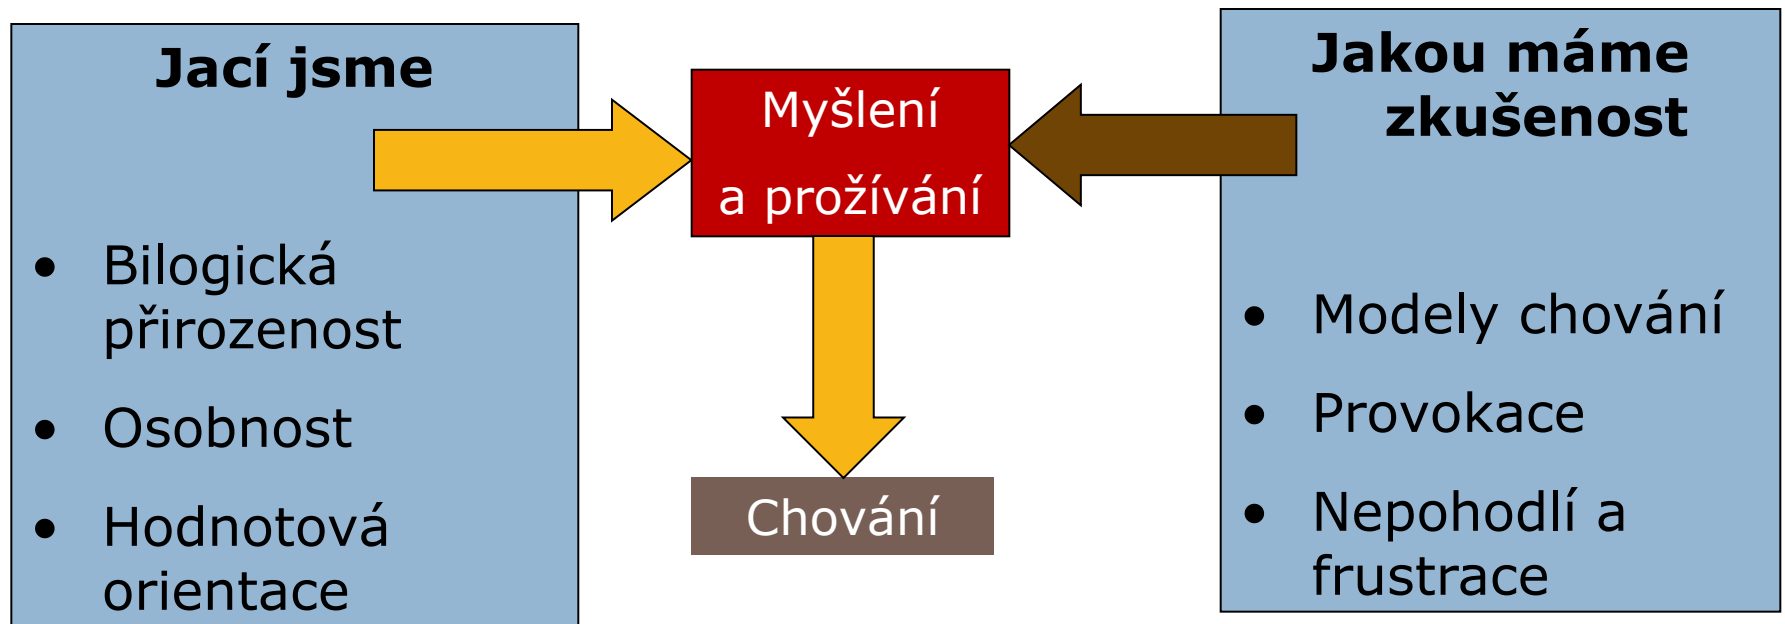 Jací jsme
• Bilogická
přirozenost
• Osobnost
• Hodnotová
orientace
Myšlení
a prožívání
Chování
Jakou máme
zkušenost
• Modely chování
• Provokace
• Nepohodlí a
frustrace